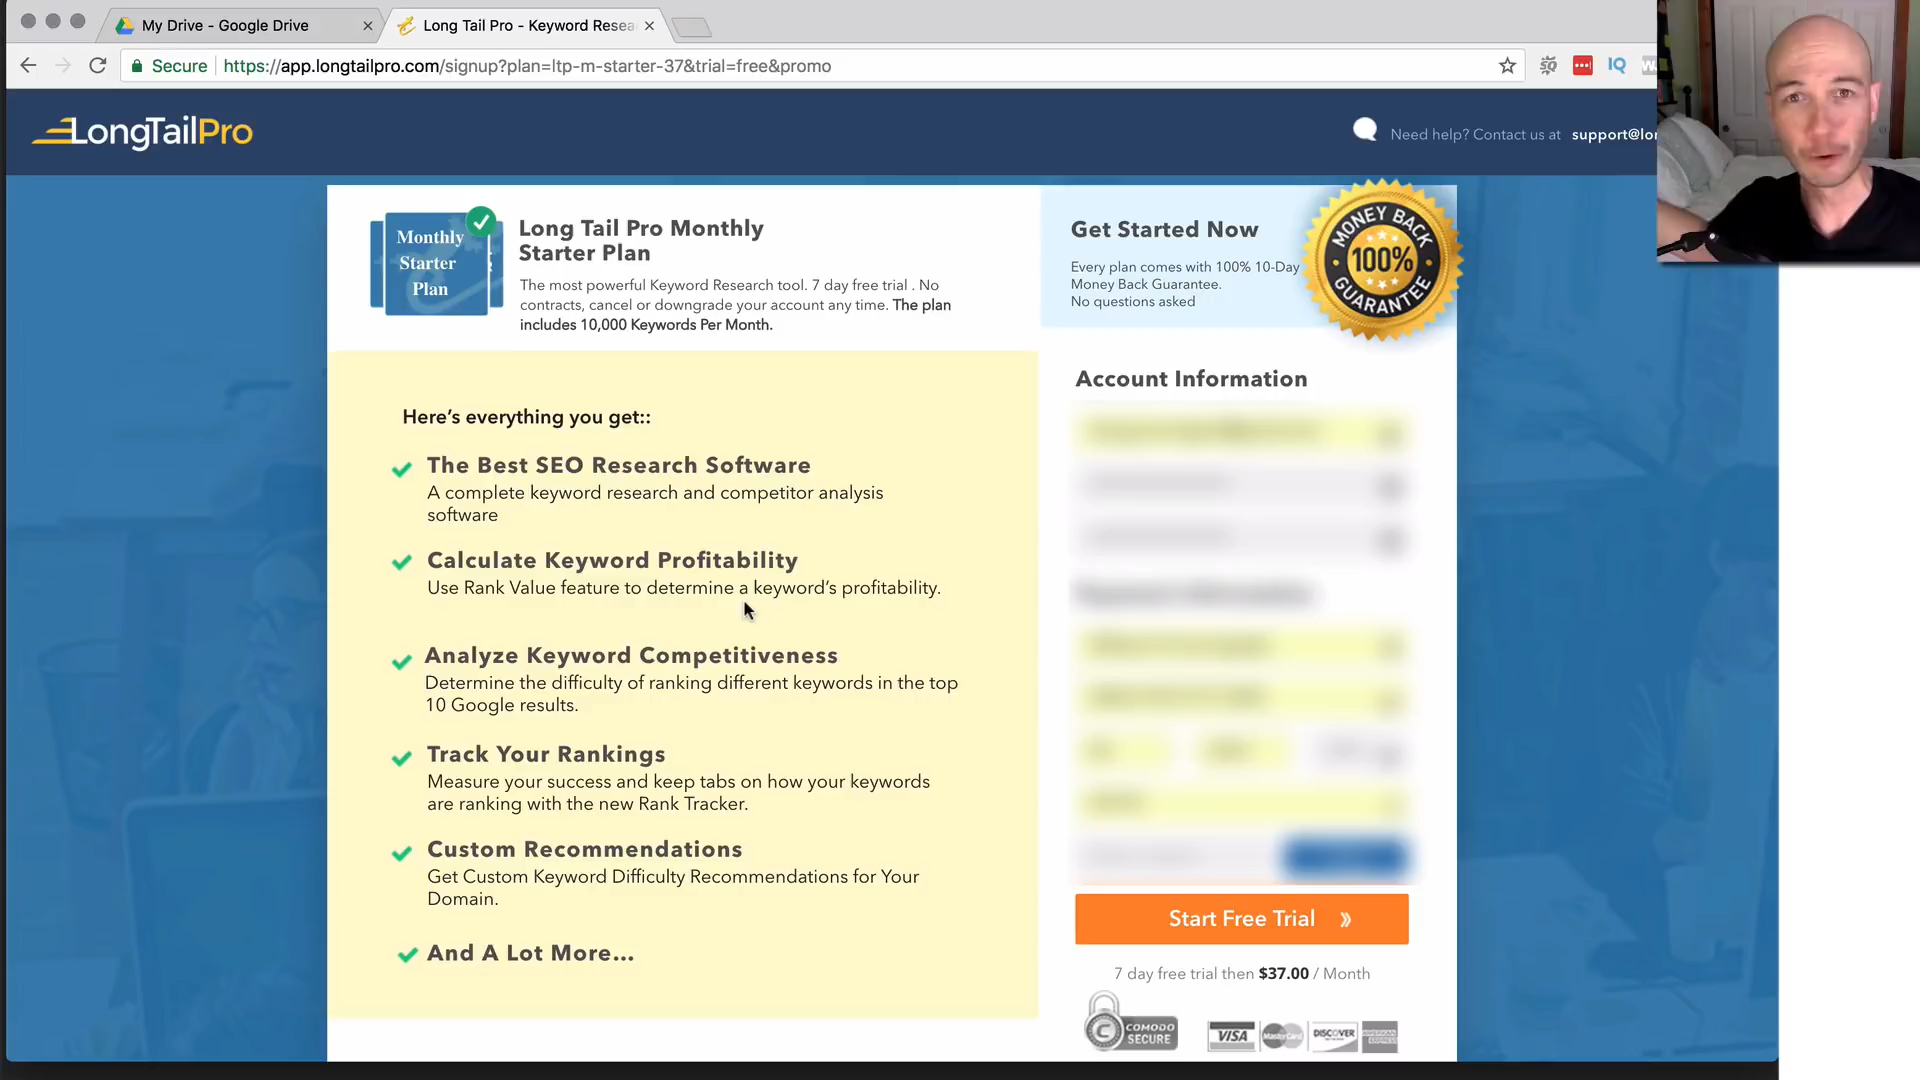 My Drive - Google Drive
Long Tail Pro - Keyword Resea
Secure
https://app.longtailpro.com/signup?plan=ltp-m-starter-37&trial=free&promo
IQ
LongTailPro
Need help? Contact us at support@lon
Monthly
Starter
Plan
Long Tail Pro Monthly
Starter Plan
The most powerful Keyword Research tool. 7 day free trial . No
contracts, cancel or downgrade your account any time. The plan
includes 10,000 Keywords Per Month.
Get Started Now
Every plan comes with 100% 10-Day
Money Back Guarantee.
No questions asked
MONEY BACK
100%
GUARANTEE
Here's everything you get::
The Best SEO Research Software
A complete keyword research and competitor analysis
software
Calculate Keyword Profitability
Use Rank Value feature to determine a keyword's profitability.
Analyze Keyword Competitiveness
Determine the difficulty of ranking different keywords in the top
10 Google results.
Track Your Rankings
Measure your success and keep tabs on how your keywords
are ranking with the new Rank Tracker.
Custom Recommendations
Get Custom Keyword Difficulty Recommendations for Your
Domain.
And A Lot More...
Account Information
Start Free Trial
7 day free trial then $37.00 / Month
COMODO
SECURE
VISA
MasterCard
DISCOVER
AMERICAN
EXPRESS